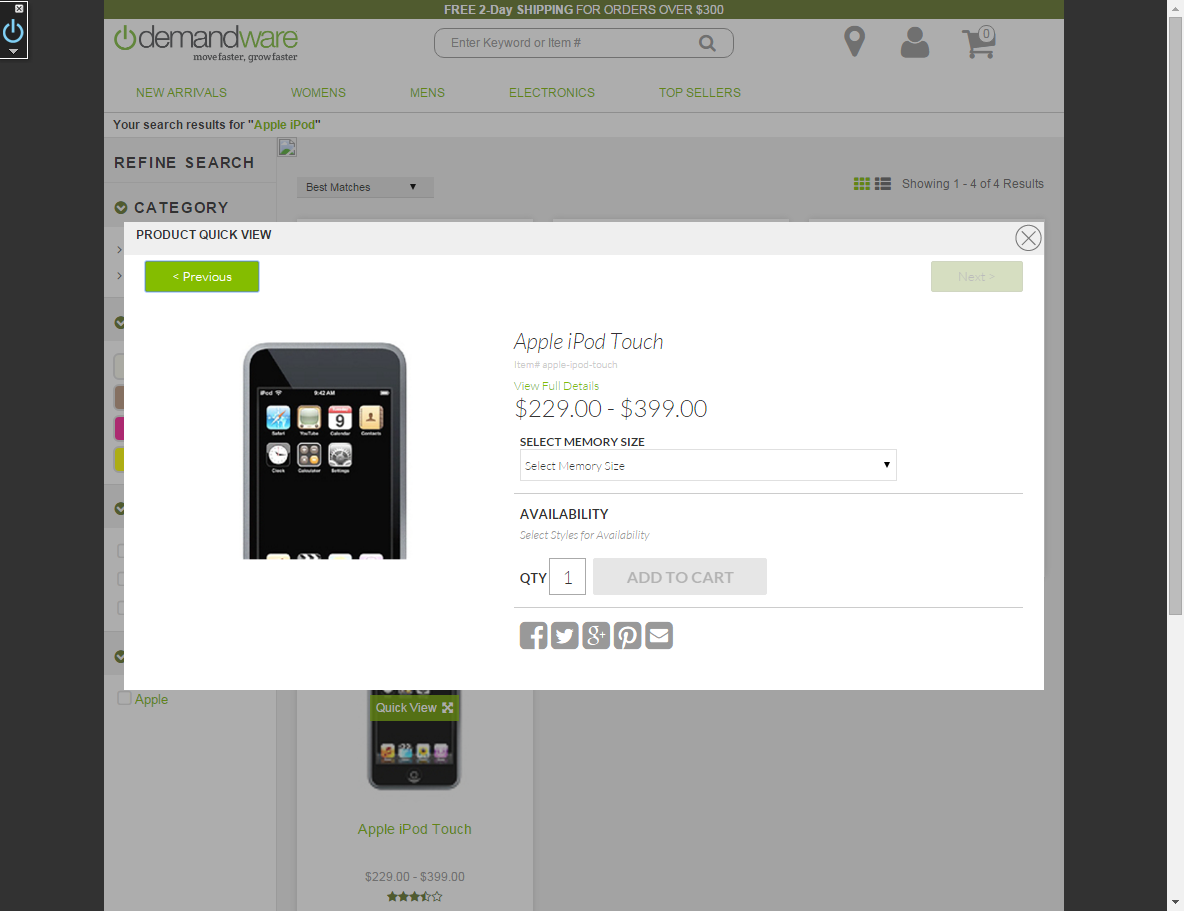 FREE 2-Day SHIPPING FOR ORDERS OVER $300
demandware
move faster, grow faster
Enter Keyword or Item #
0
NEW ARRIVALS WOMENS MENS ELECTRONICS TOP SELLERS
Your search results for "Apple iPod"
REFINE SEARCH
Best Matches
Showing 1 - 4 of 4 Results
CATEGORY
PRODUCT QUICK VIEW
< Previous
Next >
Apple iPod Touch
Item# apple-ipod-touch
View Full Details
$229.00 - $399.00
SELECT MEMORY SIZE
Select Memory Size
AVAILABILITY
Select Styles for Availability
QTY 1 ADD TO CART
iPod 9:42 AM
9
Safari YouTube Calendar Contacts
Clock Calculator Settings
Apple
Quick View
Apple iPod Touch
$229.00 - $399.00